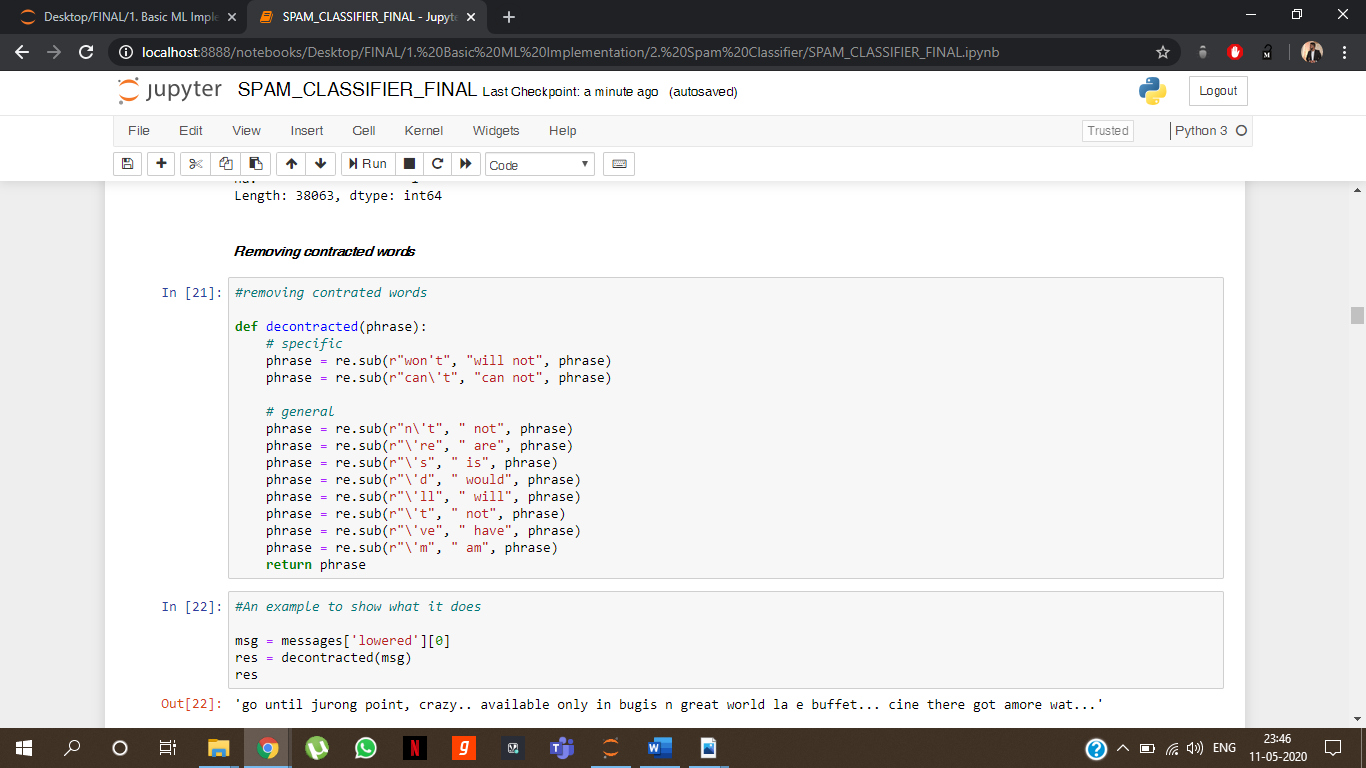 Desktop/FINAL/1. Basic ML Imple
SPAM_CLASSIFIER_FINAL - Jupyte
localhost:8888/notebooks/Desktop/FINAL/1.%20Basic%20ML%20Implementation/2.%20Spam%20Classifier/SPAM_CLASSIFIER_FINAL.ipynb
jupyter SPAM_CLASSIFIER_FINAL Last Checkpoint: a minute ago (autosaved)
Logout
File Edit View Insert Cell Kernel Widgets Help
Trusted
Python 3
Run
Code
Length: 38063, dtype: int64
Removing contracted words
In [21]: #removing contrated words
def decontracted(phrase):
# specific
phrase = re.sub(r"won't", "will not", phrase)
phrase = re.sub(r"can\'t", "can not", phrase)
# general
phrase = re.sub(r"n\'t", " not", phrase)
phrase = re.sub(r"\'re", " are", phrase)
phrase = re.sub(r"\'s", " is", phrase)
phrase = re.sub(r"\'d", " would", phrase)
phrase = re.sub(r"\'ll", " will", phrase)
phrase = re.sub(r"\'t", " not", phrase)
phrase = re.sub(r"\'ve", " have", phrase)
phrase = re.sub(r"\'m", " am", phrase)
return phrase
In [22]: #An example to show what it does
msg = messages['lowered'][0]
res = decontracted(msg)
res
Out[22]: 'go until jurong point, crazy.. available only in bugis n great world la e buffet... cine there got amore wat...'
ENG
23:46
11-05-2020